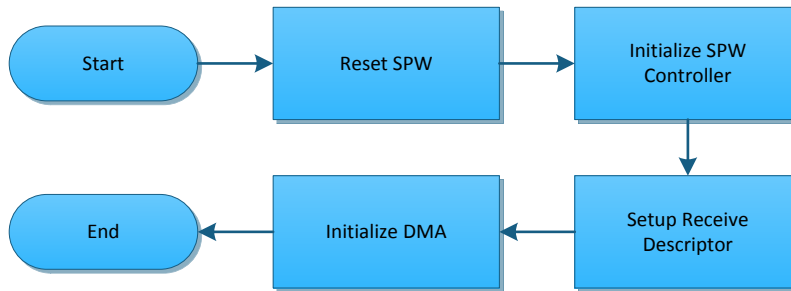 Start
Reset SPW
Initialize SPW
Controller
Setup Receive
Descriptor
Initialize DMA
End